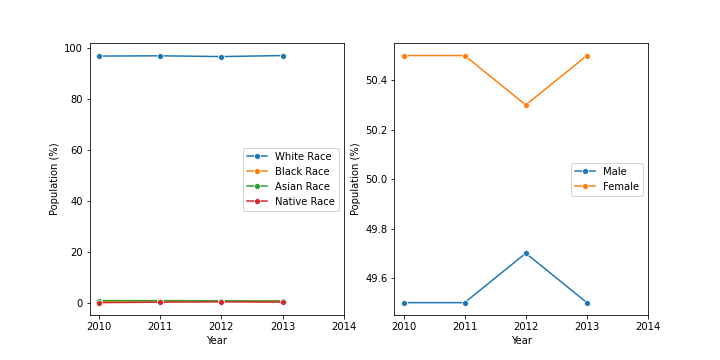 100
80
60
40
20
0
Population (%)
2010 2011 2012 2013 2014
Year
White Race
Black Race
Asian Race
Native Race
50.4
50.2
50.0
49.8
49.6
Population (%)
2010 2011 2012 2013 2014
Year
Male
Female